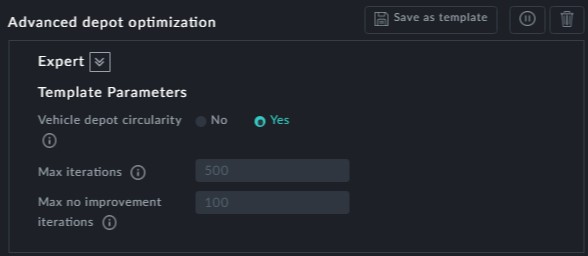 Advanced depot optimization
Save as template
Expert
Template Parameters
Vehicle depot circularity
No
Yes
Max iterations
500
Max no improvement
iterations
100